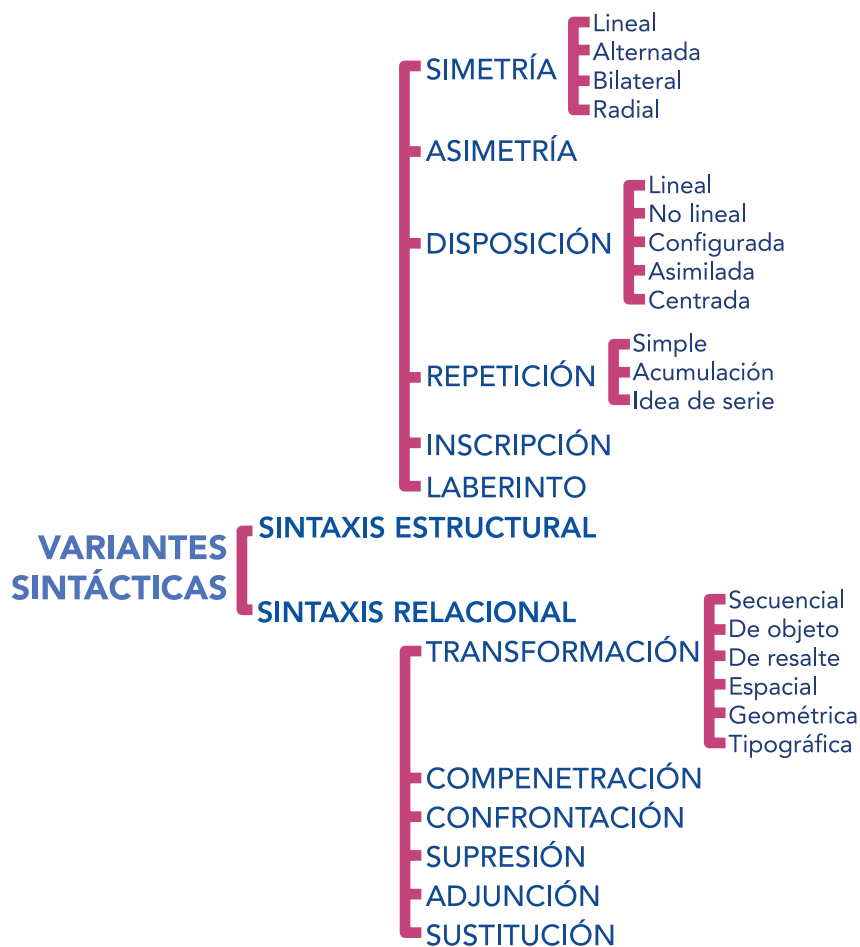 SIMETRÍA
Lineal
Alternada
Bilateral
Radial
ASIMETRÍA
DISPOSICIÓN
Lineal
No lineal
Configurada
Asimilada
Centrada
REPETICIÓN
Simple
Acumulación
Idea de serie
INSCRIPCIÓN
LABERINTO
VARIANTES
SINTÁCTICAS
SINTAXIS ESTRUCTURAL
SINTAXIS RELACIONAL
TRANSFORMACIÓN
Secuencial
De objeto
De resalte
Espacial
Geométrica
Tipográfica
COMPENETRACIÓN
CONFRONTACIÓN
SUPRESIÓN
ADJUNCIÓN
SUSTITUCIÓN